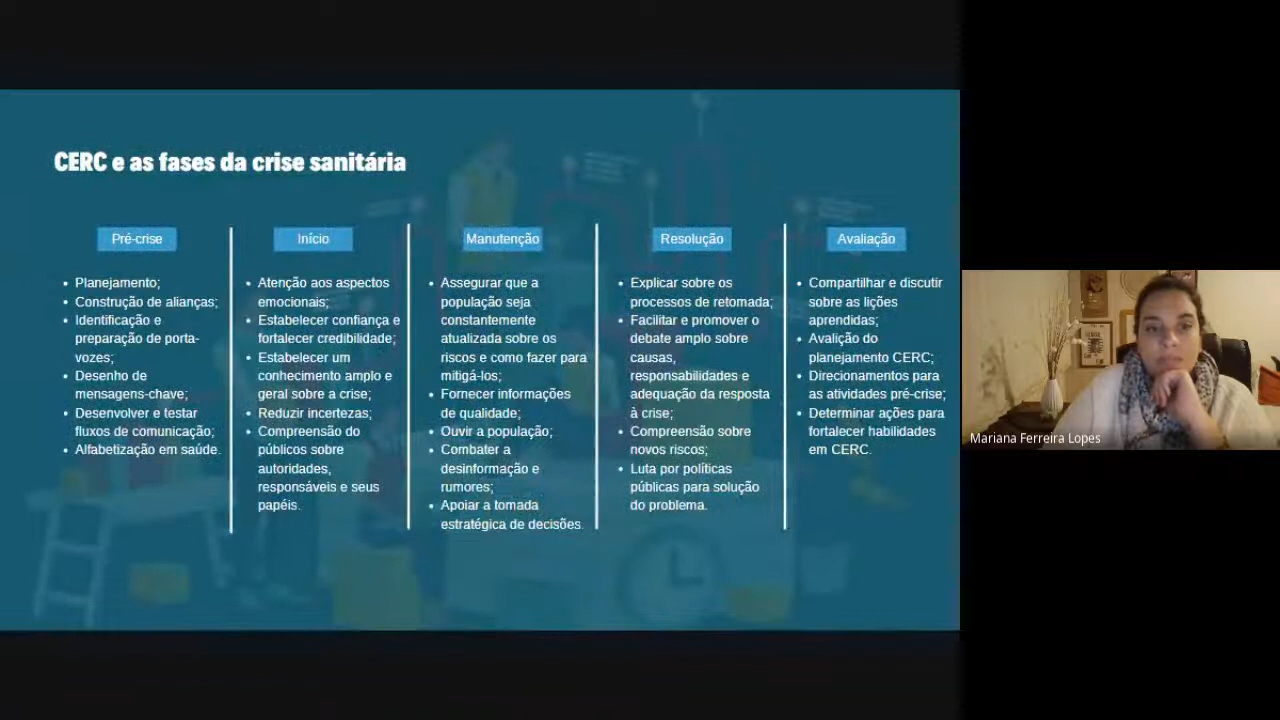 CERC e as fases da crise sanitária
Pré-crise
• Planejamento;
• Construção de alianças;
• Identificação e
preparação de porta-
vozes;
• Desenho de
mensagens-chave;
• Desenvolver e testar
fluxos de comunicação;
• Alfabetização em saúde.
Início
• Atenção aos aspectos
emocionais;
• Estabelecer confiança e
fortalecer credibilidade;
• Estabelecer um
conhecimento amplo e
geral sobre a crise;
• Reduzir incertezas;
• Compreensão do
públicos sobre
autoridades,
responsáveis e seus
papéis.
Manutenção
• Assegurar que a
população seja
constantemente
atualizada sobre os
riscos e como fazer para
mitigá-los;
• Fornecer informações
de qualidade;
• Ouvir a população;
• Combater a
desinformação e
rumores;
• Apoiar a tomada
estratégica de decisões.
Resolução
• Explicar sobre os
processos de retomada;
• Facilitar e promover o
debate amplo sobre
causas,
responsabilidades e
adequação da resposta
à crise;
• Compreensão sobre
novos riscos;
• Luta por políticas
públicas para solução
do problema.
Avaliação
• Compartilhar e discutir
sobre as lições
aprendidas;
• Avalição do
planejamento CERC;
• Direcionamentos para
as atividades pré-crise;
• Determinar ações para
fortalecer habilidades
em CERC.
Mariana Ferreira Lopes